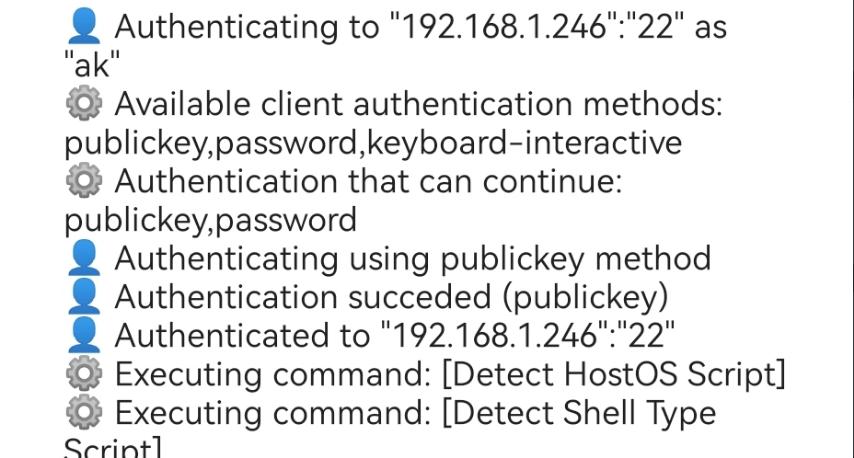 👤 Authenticating to "192.168.1.246":"22" as
"ak"
⚙️ Available client authentication methods:
publickey,password,keyboard-interactive
⚙️ Authentication that can continue:
publickey,password
👤 Authenticating using publickey method
👤 Authentication succeded (publickey)
👤 Authenticated to "192.168.1.246":"22"
⚙️ Executing command: [Detect HostOS Script]
⚙️ Executing command: [Detect Shell Type
Script]